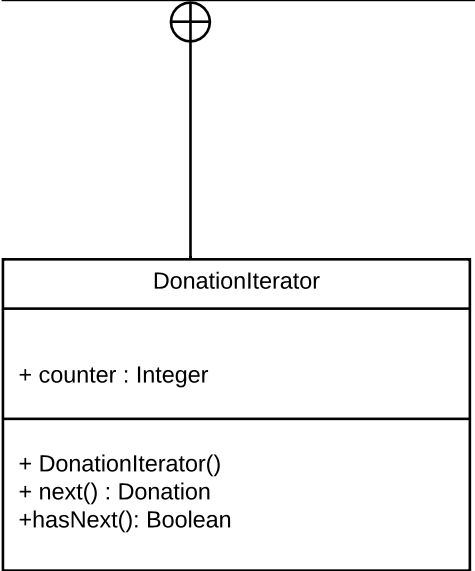 DonationIterator
+ counter : Integer
+ DonationIterator()
+ next() : Donation
+hasNext(): Boolean